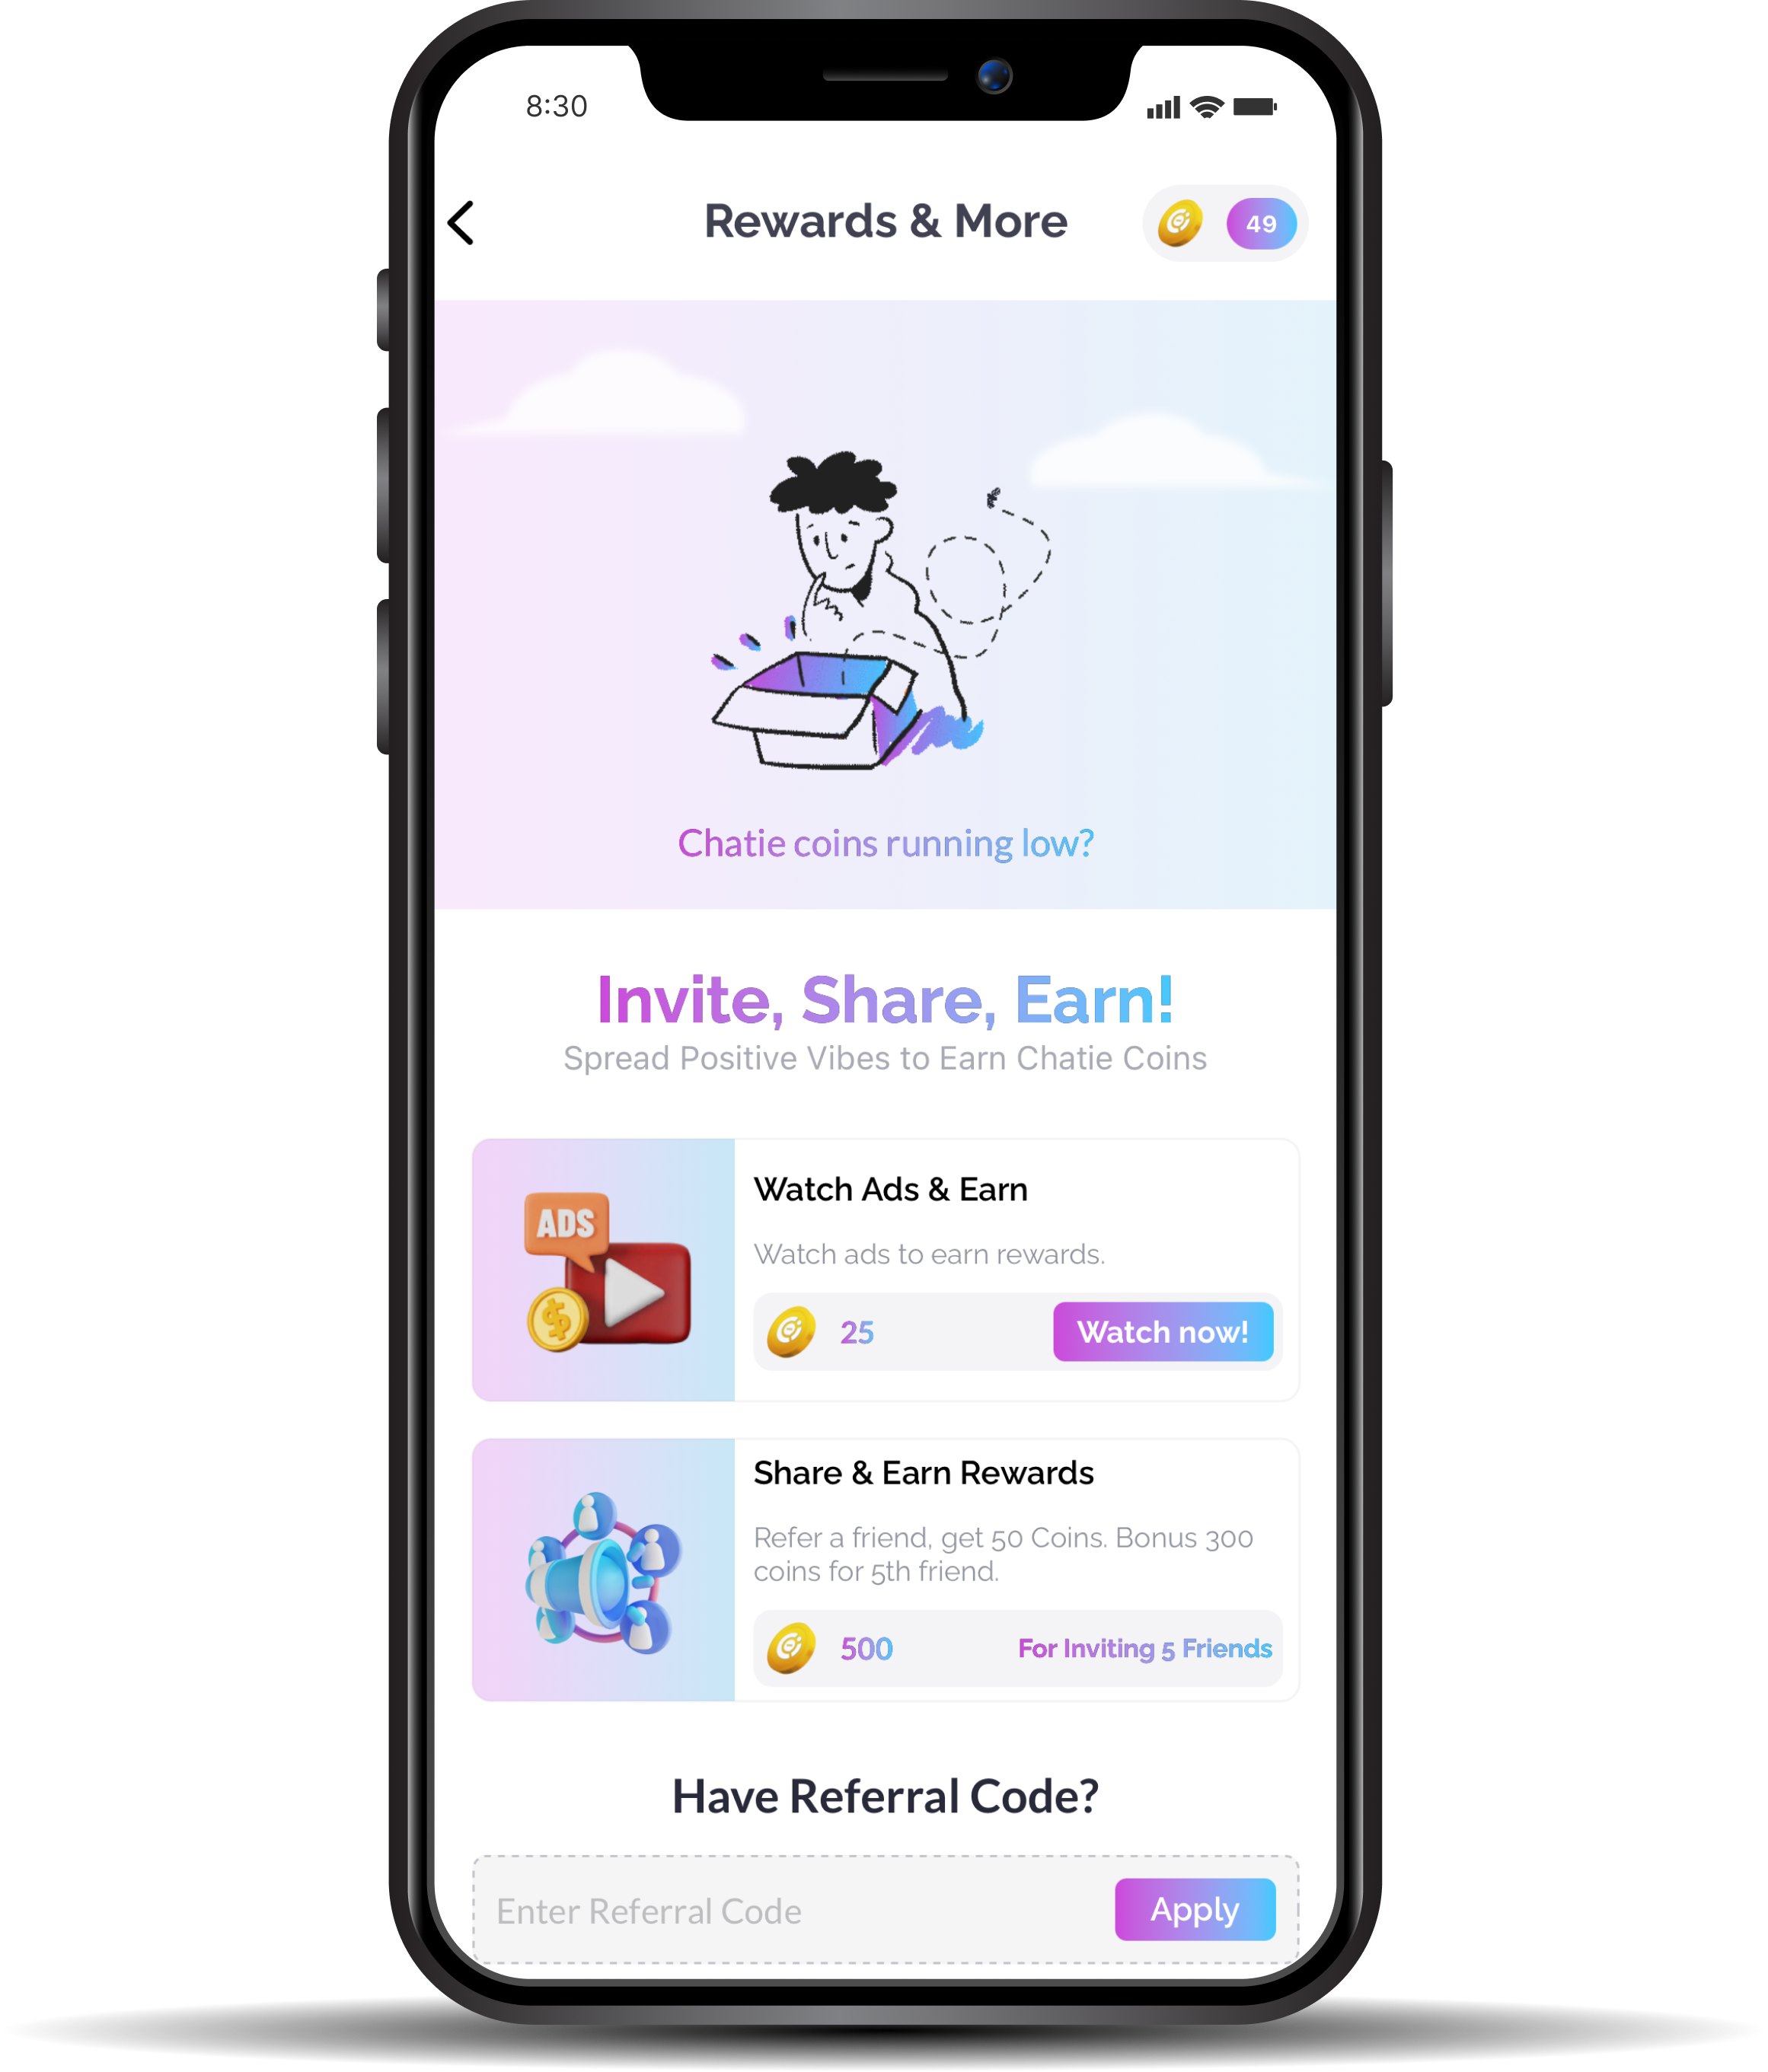 8:30
Rewards & More
49
Chatie coins running low?
Invite, Share, Earn!
Spread Positive Vibes to Earn Chatie Coins
ADS
Watch Ads & Earn
Watch ads to earn rewards.
25
Watch now!
Share & Earn Rewards
Refer a friend, get 50 Coins. Bonus 300
coins for 5th friend.
500
For Inviting 5 Friends
Have Referral Code?
Enter Referral Code
Apply